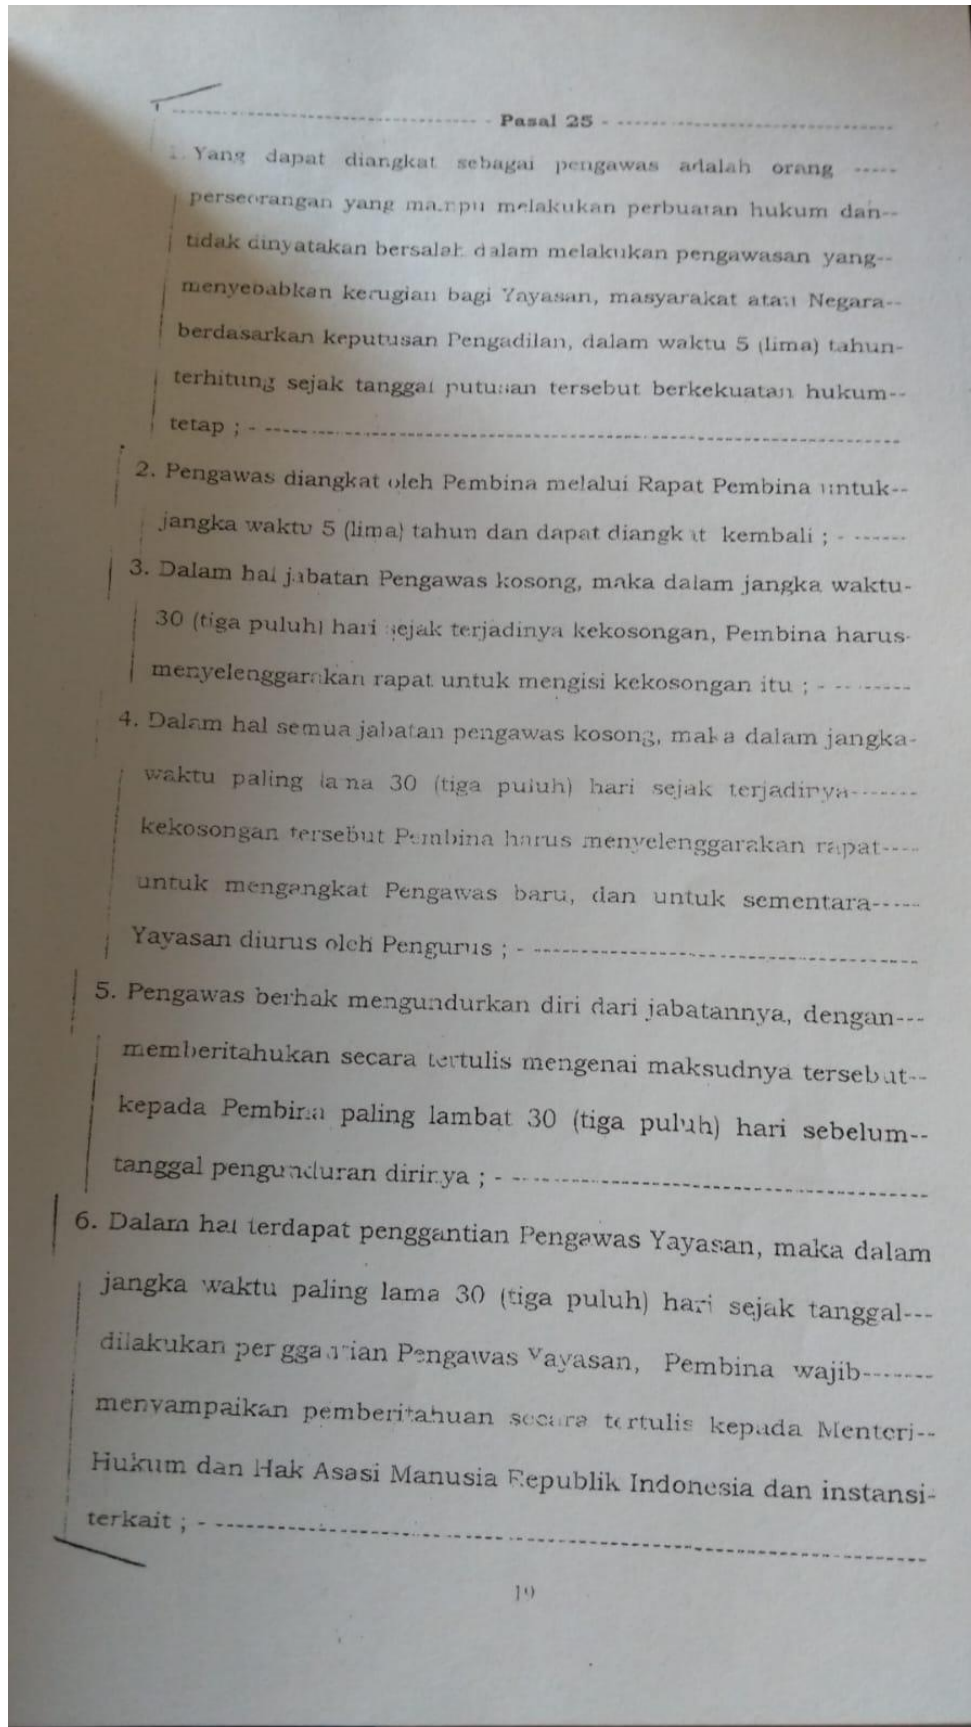 Pasal 25
1. Yang dapat diangkat sebagai pengawas adalah orang -----
perseorangan yang mampu melakukan perbuatan hukum dan--
tidak dinyatakan bersalah dalam melakukan pengawasan yang--
menyebabkan kerugian bagi Yayasan, masyarakat atau Negara--
berdasarkan keputusan Pengadilan, dalam waktu 5 (lima) tahun-
terhitung sejak tanggal putusan tersebut berkekuatan hukum--
tetap ; -
2. Pengawas diangkat oleh Pembina melalui Rapat Pembina untuk--
jangka waktu 5 (lima) tahun dan dapat diangkat kembali ; - ------
3. Dalam hal jabatan Pengawas kosong, maka dalam jangka waktu-
30 (tiga puluh) hari sejak terjadinya kekosongan, Pembina harus-
menyelenggarakan rapat untuk mengisi kekosongan itu ; - --------
4. Dalam hal semua jabatan pengawas kosong, maka dalam jangka-
waktu paling lama 30 (tiga puluh) hari sejak terjadinya-------
kekosongan tersebut Pembina harus menyelenggarakan rapat----
untuk mengangkat Pengawas baru, dan untuk sementara-----
Yayasan diurus oleh Pengurus ; -
5. Pengawas berhak mengundurkan diri dari jabatannya, dengan---
memberitahukan secara tertulis mengenai maksudnya tersebut--
kepada Pembina paling lambat 30 (tiga puluh) hari sebelum--
tanggal pengunduran dirinya ; -
6. Dalam hal terdapat penggantian Pengawas Yayasan, maka dalam
jangka waktu paling lama 30 (tiga puluh) hari sejak tanggal---
dilakukan penggantian Pengawas Yayasan, Pembina wajib-------
menyampaikan pemberitahuan secara tertulis kepada Menteri--
Hukum dan Hak Asasi Manusia Republik Indonesia dan instansi-
terkait ; -
19